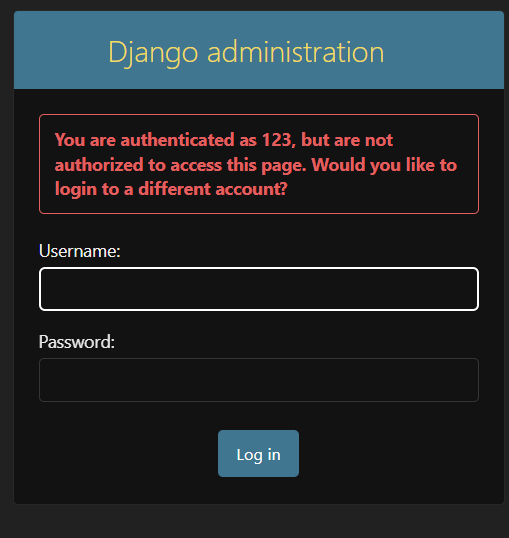 Django administration
You are authenticated as 123, but are not
authorized to access this page. Would you like to
login to a different account?
Username:
Password:
Log in